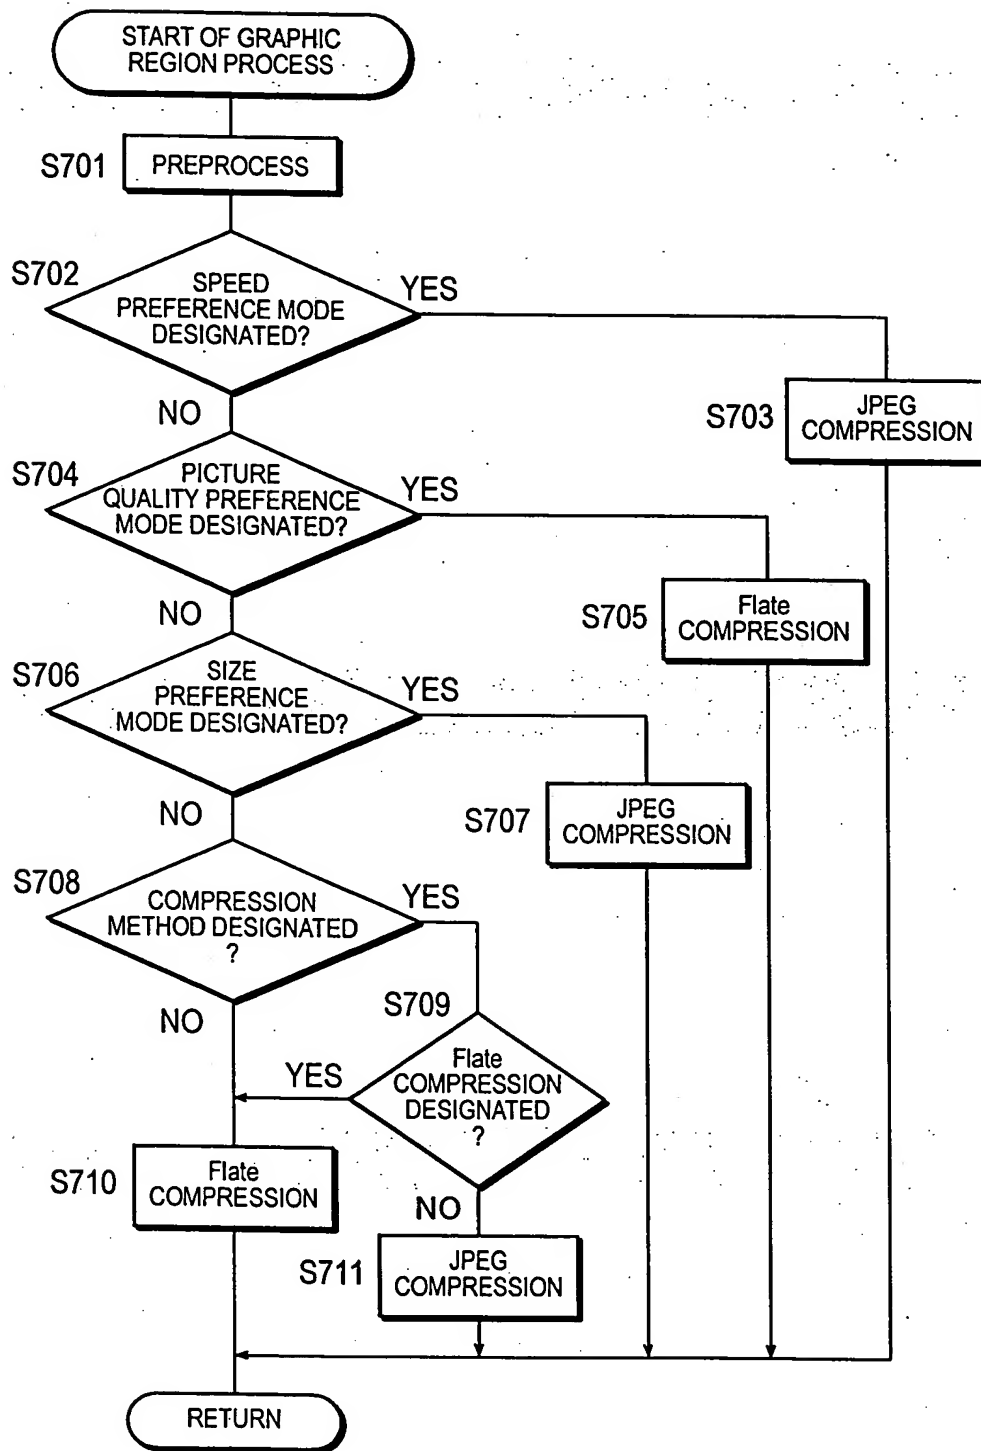 START OF GRAPHIC
REGION PROCESS
S701
PREPROCESS
S702
SPEED
PREFERENCE MODE
DESIGNATED?
YES
NO
S703
JPEG
COMPRESSION
S704
PICTURE
QUALITY PREFERENCE
MODE DESIGNATED?
YES
NO
S705
Flate
COMPRESSION
S706
SIZE
PREFERENCE
MODE DESIGNATED?
YES
NO
S707
JPEG
COMPRESSION
S708
COMPRESSION
METHOD DESIGNATED
?
YES
NO
S709
Flate
COMPRESSION
DESIGNATED
?
YES
NO
S710
Flate
COMPRESSION
S711
JPEG
COMPRESSION
RETURN